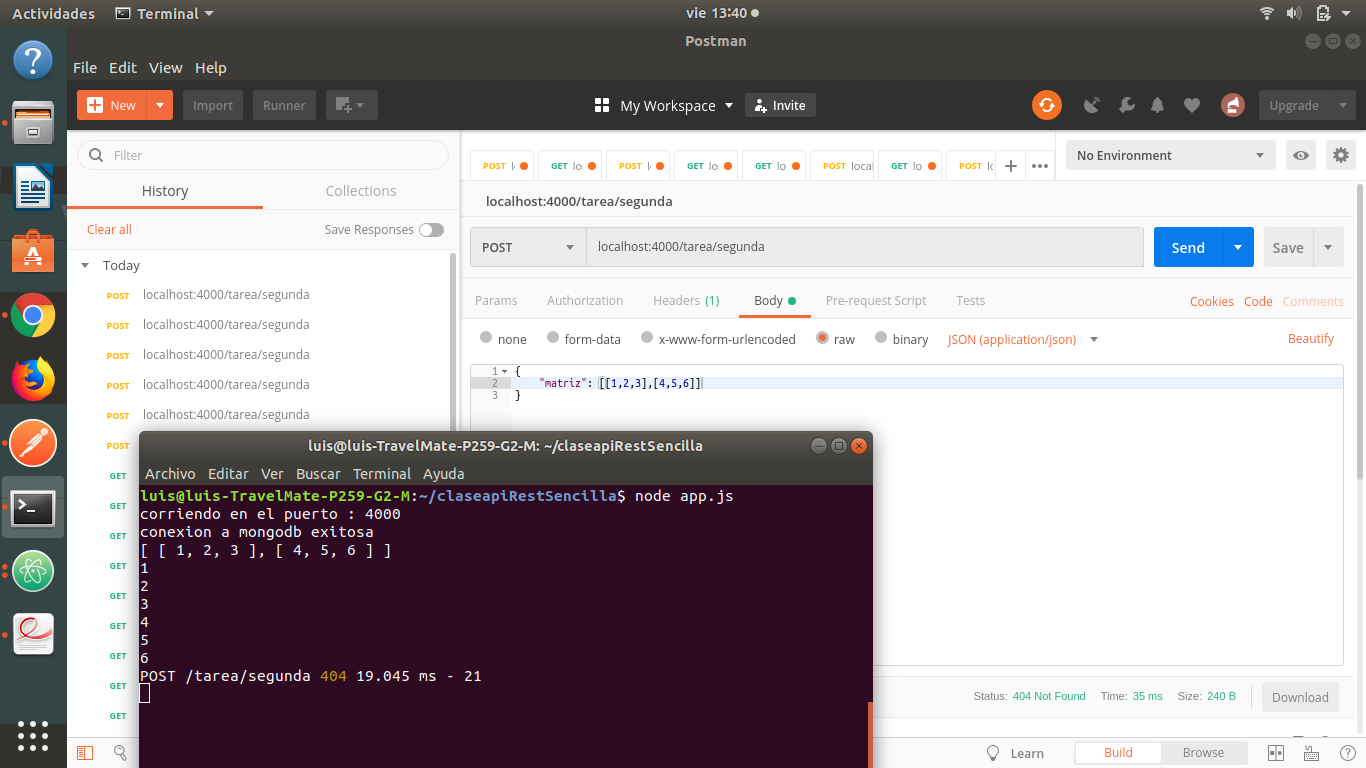 Actividades Terminal vie 13:40
Postman
File Edit View Help
New Import Runner My Workspace Invite Upgrade
Filter
History Collections
Clear all Save Responses
Today
POST localhost:4000/tarea/segunda
POST localhost:4000/tarea/segunda
POST localhost:4000/tarea/segunda
POST localhost:4000/tarea/segunda
POST localhost:4000/tarea/segunda
POST
GET
GET
GET
GET
GET
GET
GET
GET
GET
POST l GET lo POST l GET lo GET lo POST local GET lo POST lo + ••• No Environment
localhost:4000/tarea/segunda
POST localhost:4000/tarea/segunda Send Save
Params Authorization Headers (1) Body Pre-request Script Tests Cookies Code Comments
none form-data x-www-form-urlencoded raw binary JSON (application/json) Beautify
1 {
2 "matriz": [[1,2,3],[4,5,6]]
3 }
luis@luis-TravelMate-P259-G2-M: ~/claseapiRestSencilla
Archivo Editar Ver Buscar Terminal Ayuda
luis@luis-TravelMate-P259-G2-M:~/claseapiRestSencilla$ node app.js
corriendo en el puerto : 4000
conexion a mongodb exitosa
[ [ 1, 2, 3 ], [ 4, 5, 6 ] ]
1
2
3
4
5
6
POST /tarea/segunda 404 19.045 ms - 21
Status: 404 Not Found Time: 35 ms Size: 240 B Download
Learn Build Browse